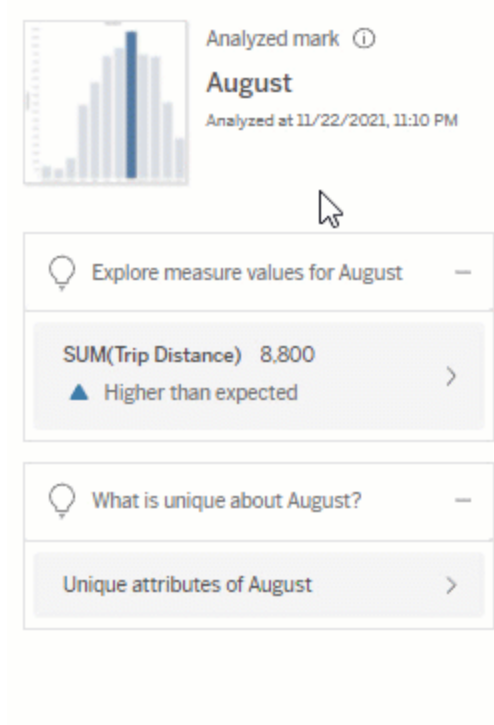 Analyzed mark
August
Analyzed at 11/22/2021, 11:10 PM
Explore measure values for August
SUM(Trip Distance) 8,800
Higher than expected
What is unique about August?
Unique attributes of August